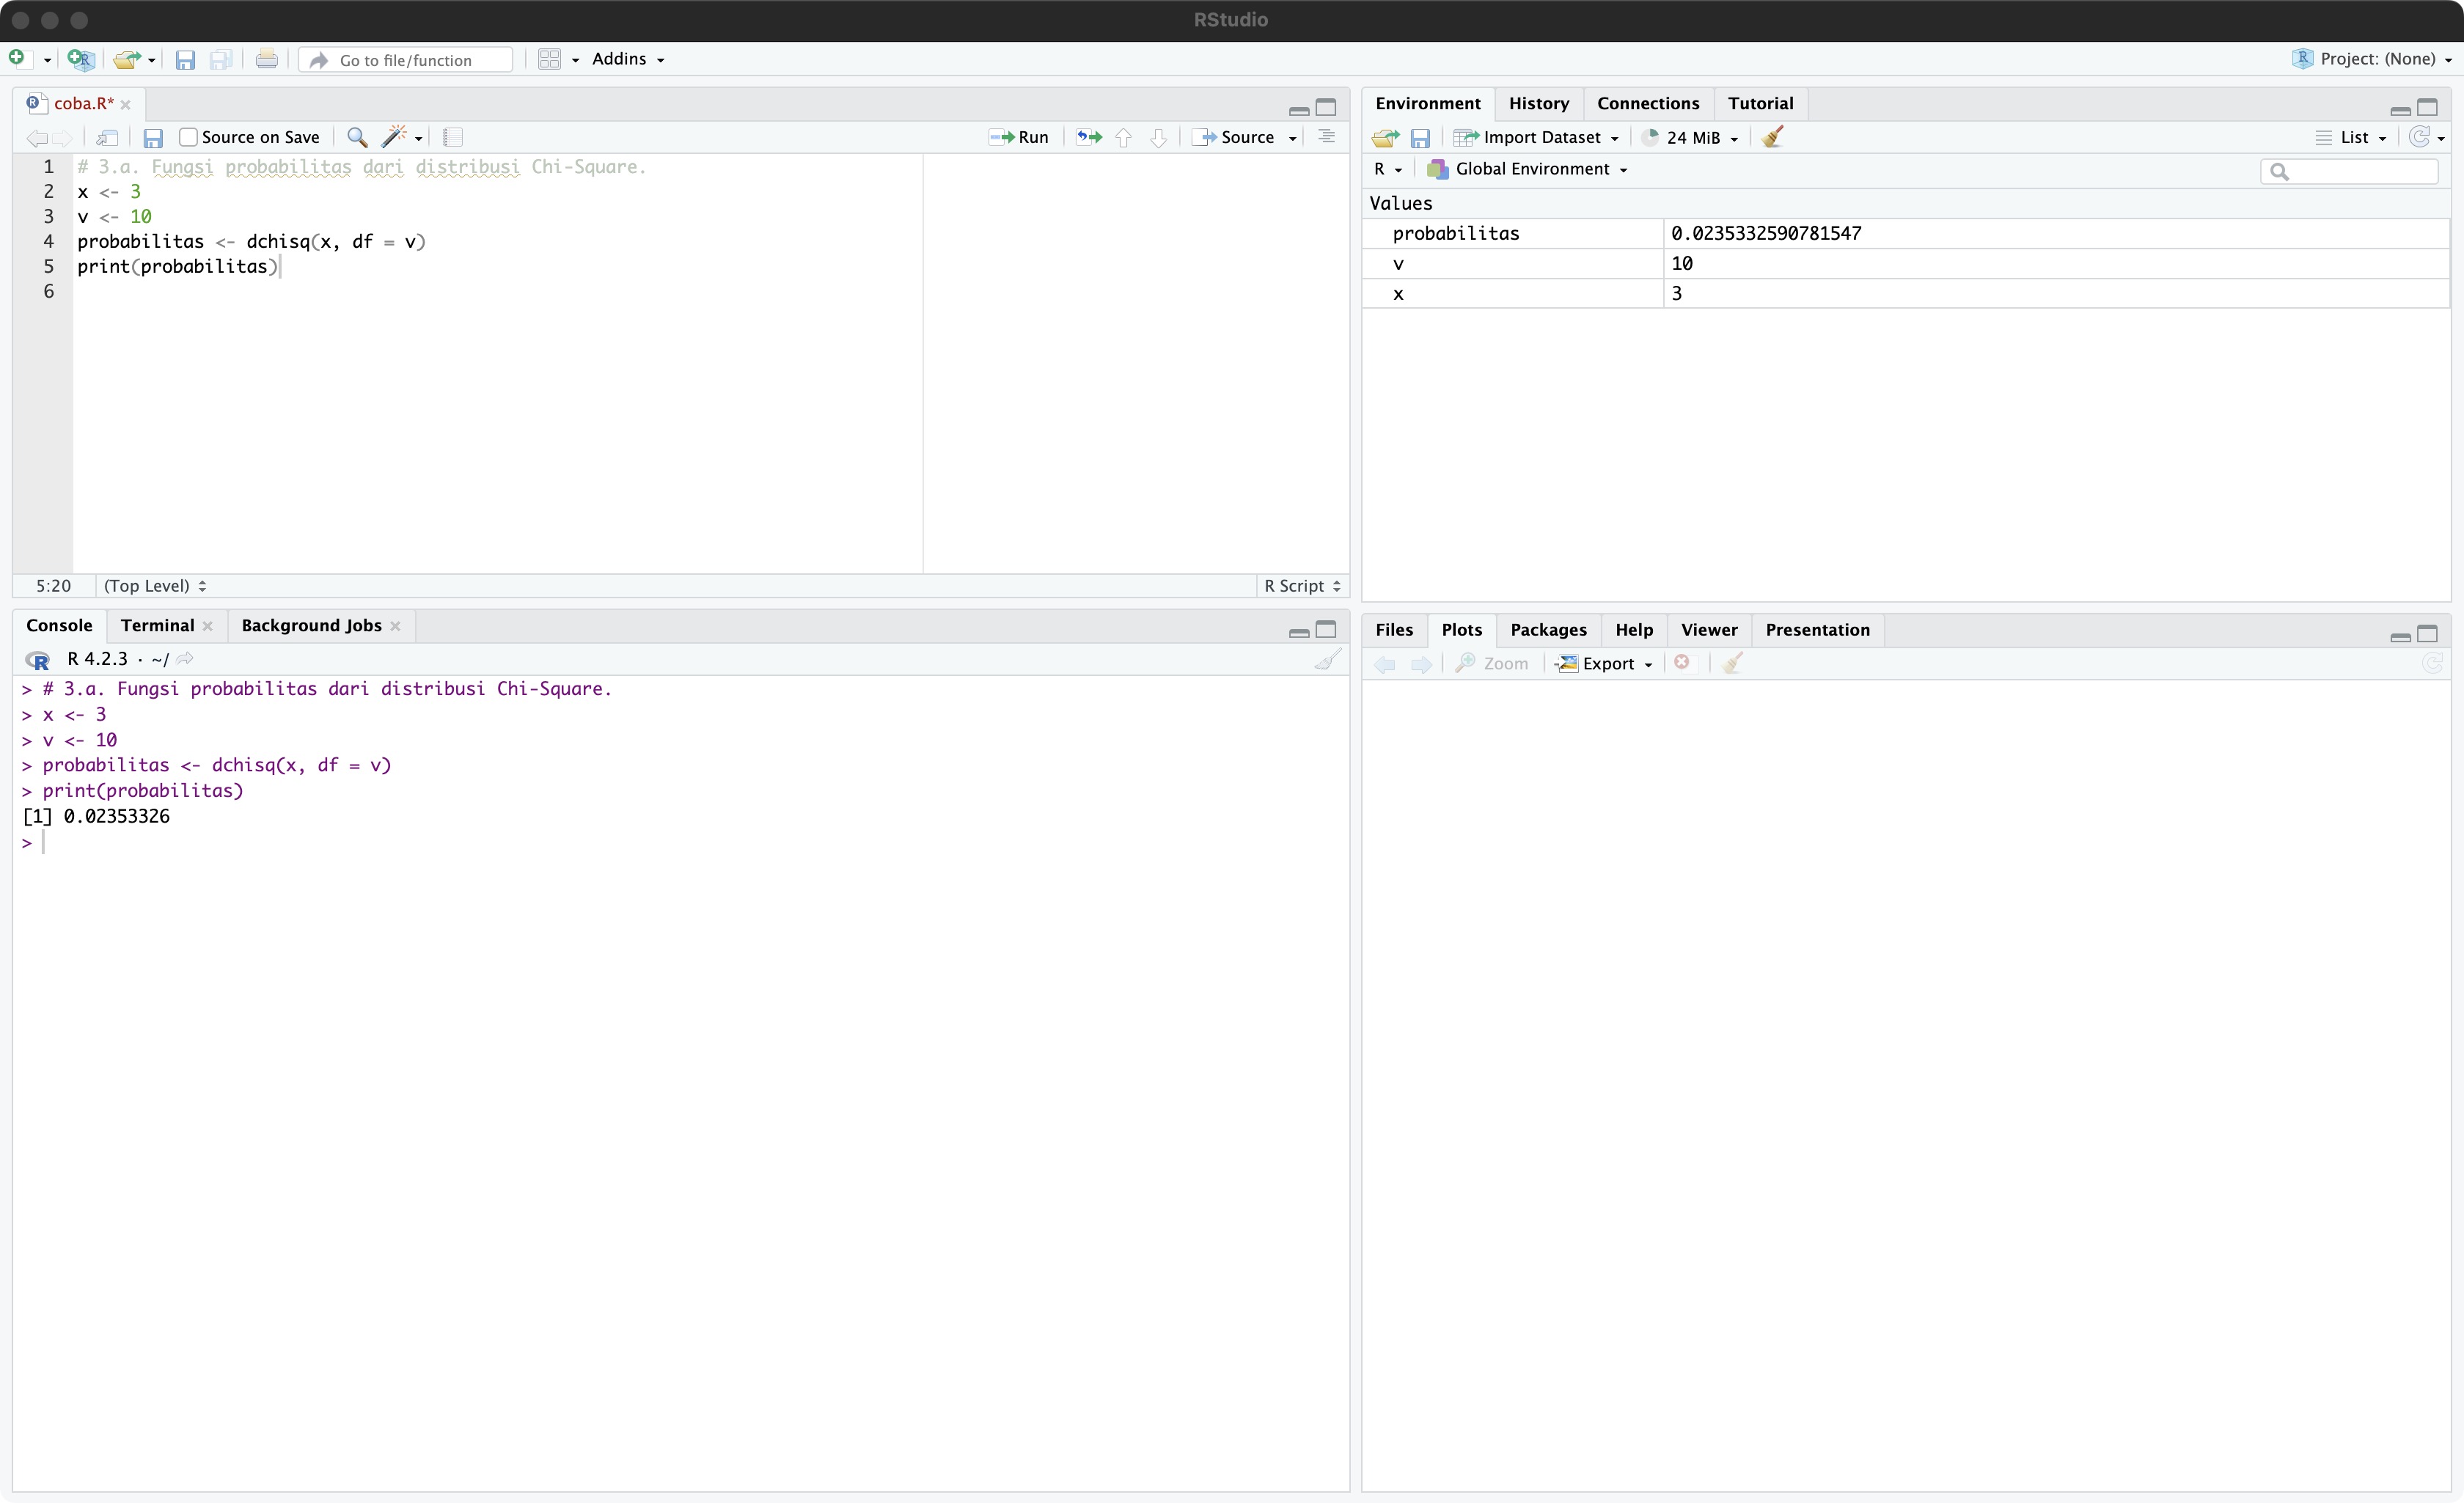 RStudio
Go to file/function
Addins
Project: (None)
coba.R*
Source on Save
Run
Source
1 # 3.a. Fungsi probabilitas dari distribusi Chi-Square.
2 x <- 3
3 v <- 10
4 probabilitas <- dchisq(x, df = v)
5 print(probabilitas)
6
5:20 (Top Level) R Script
Console Terminal Background Jobs
R 4.2.3 · ~/
> # 3.a. Fungsi probabilitas dari distribusi Chi-Square.
> x <- 3
> v <- 10
> probabilitas <- dchisq(x, df = v)
> print(probabilitas)
[1] 0.02353326
>
Environment History Connections Tutorial
Import Dataset 24 MiB List
R Global Environment
Values
probabilitas 0.0235332590781547
v 10
x 3
Files Plots Packages Help Viewer Presentation
Zoom Export